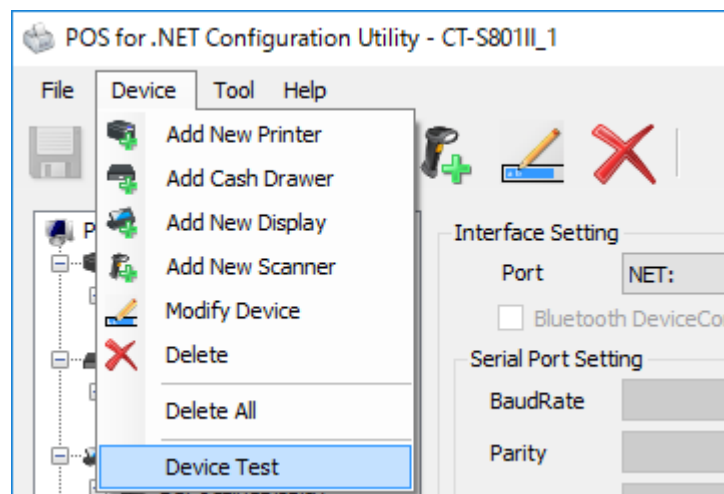 POS for .NET Configuration Utility - CT-S801II_1
File Device Tool Help
Add New Printer
Add Cash Drawer
Add New Display
Add New Scanner
Modify Device
Delete
Delete All
Device Test
P
Interface Setting
Port NET:
Bluetooth DeviceCo
Serial Port Setting
BaudRate
Parity